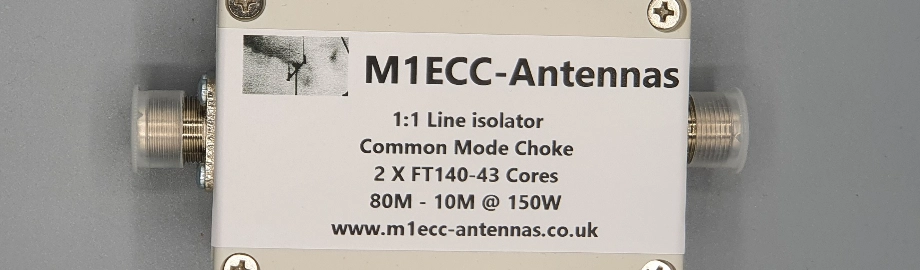 M1ECC-Antennas
1:1 Line isolator
Common Mode Choke
2 X FT140-43 Cores
80M - 10M @ 150W
www.m1ecc-antennas.co.uk